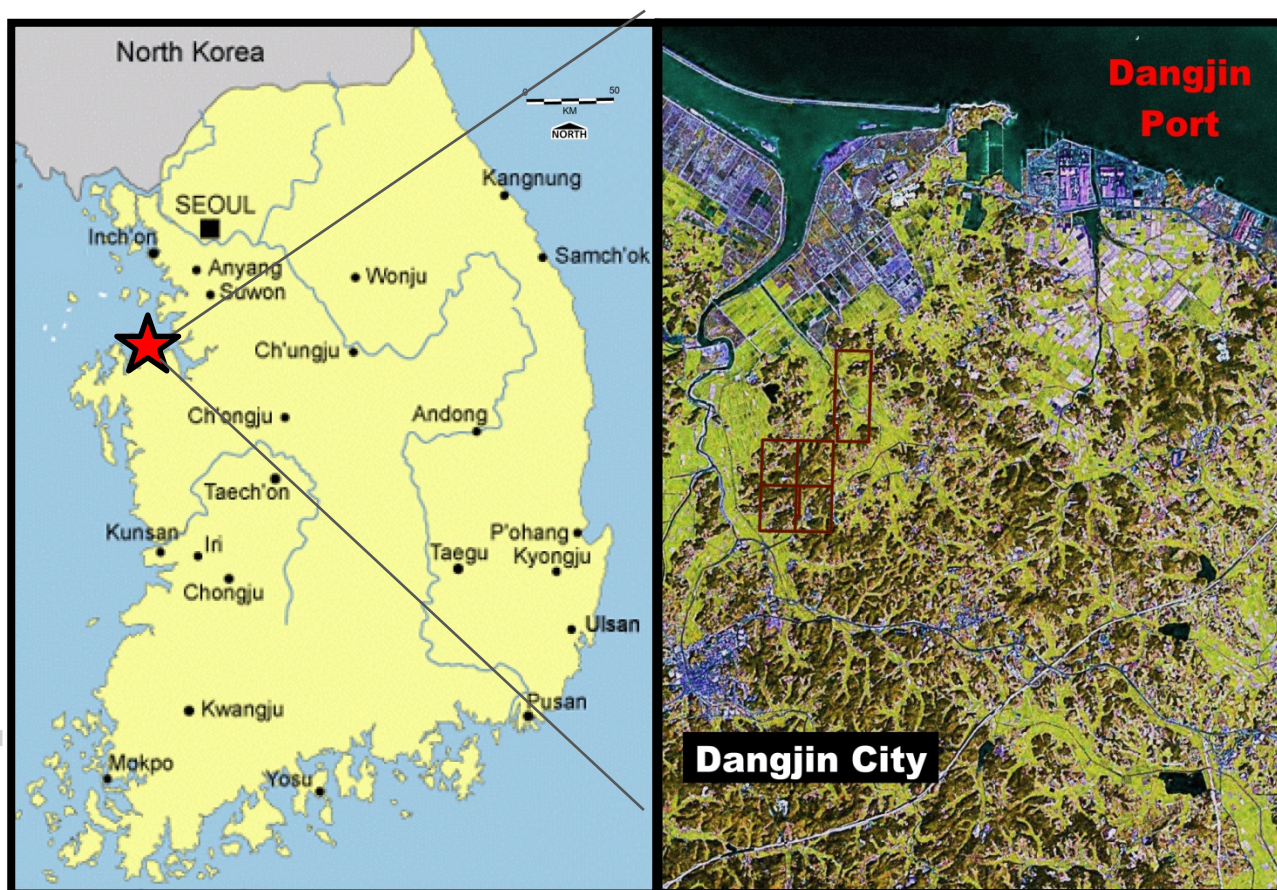 North Korea
0
50
KM
NORTH
Kangnung
SEOUL
Inch'on
Samch'ok
Anyang
Wonju
Suwon
Ch'ungju
Ch'ongju
Andong
Taech'on
Kunsan
P'ohang
Iri
Taegu
Kyongju
Chongju
Ulsan
Pusan
Kwangju
Mokpo
Yosu
Dangjin
Port
Dangjin City